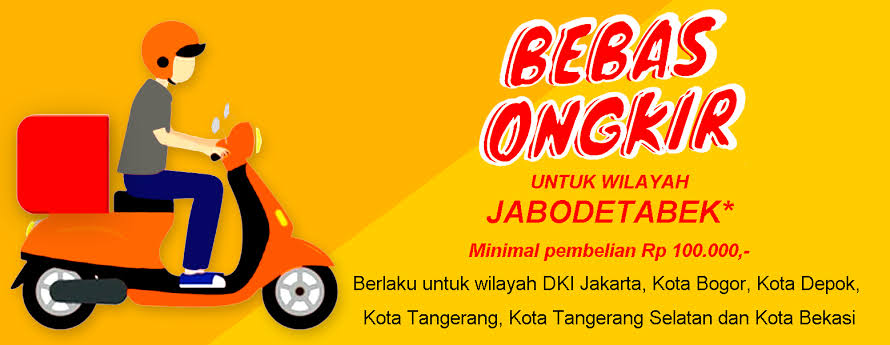 BEBAS
ONGKIR
UNTUK WILAYAH
JABODETABEK*
Minimal pembelian Rp 100.000,-
Berlaku untuk wilayah DKI Jakarta, Kota Bogor, Kota Depok,
Kota Tangerang, Kota Tangerang Selatan dan Kota Bekasi